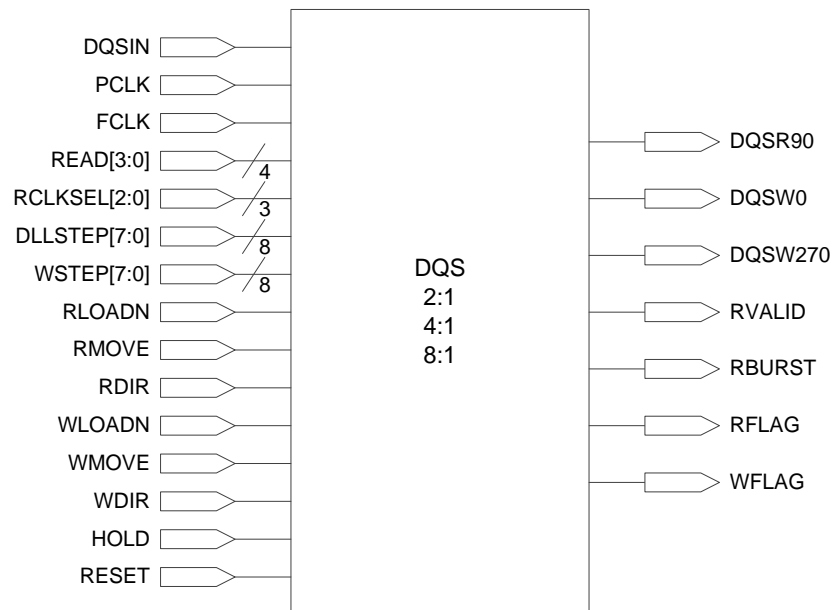 DQSIN
PCLK
FCLK
READ[3:0]
4
RCLKSEL[2:0]
3
DLLSTEP[7:0]
8
WSTEP[7:0]
8
RLOADN
RMOVE
RDIR
WLOADN
WMOVE
WDIR
HOLD
RESET
DQS
2:1
4:1
8:1
DQSR90
DQSW0
DQSW270
RVALID
RBURST
RFLAG
WFLAG